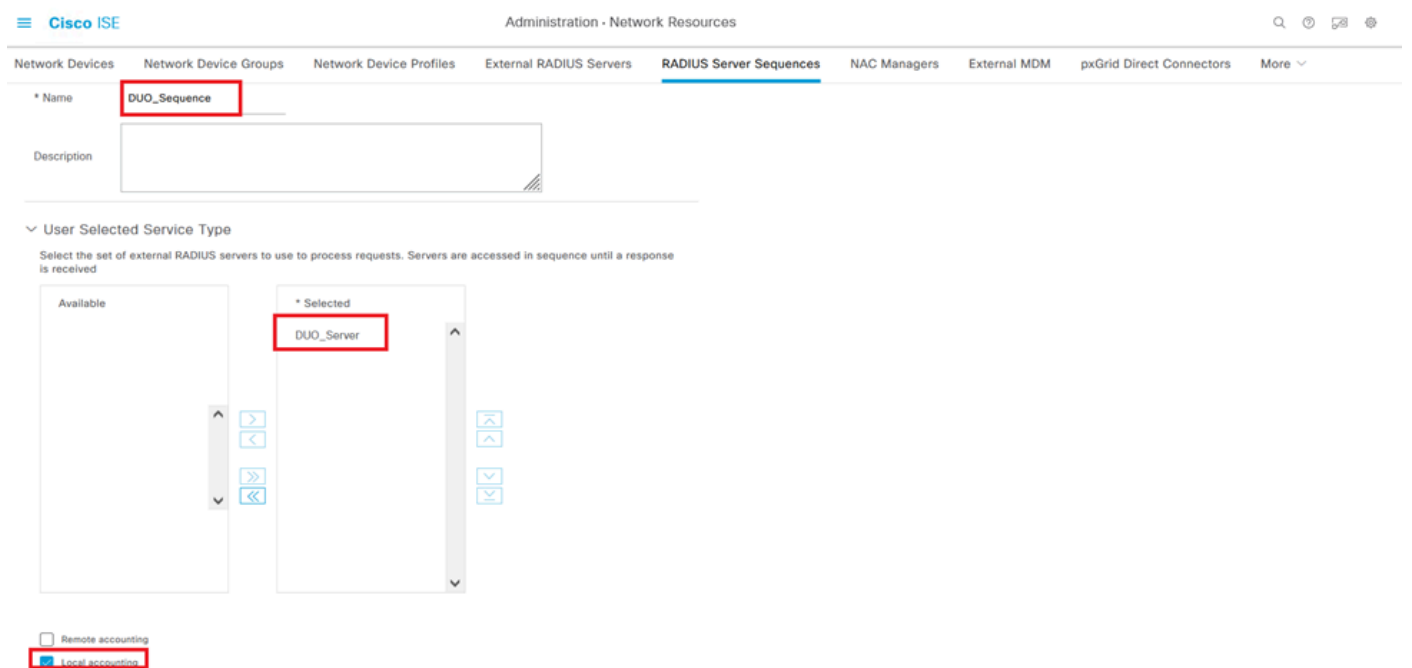 Cisco ISE
Administration · Network Resources
Network Devices Network Device Groups Network Device Profiles External RADIUS Servers RADIUS Server Sequences NAC Managers External MDM pxGrid Direct Connectors More
* Name DUO_Sequence
Description
User Selected Service Type
Select the set of external RADIUS servers to use to process requests. Servers are accessed in sequence until a response
is received
Available * Selected
DUO_Server
Remote accounting
Local accounting